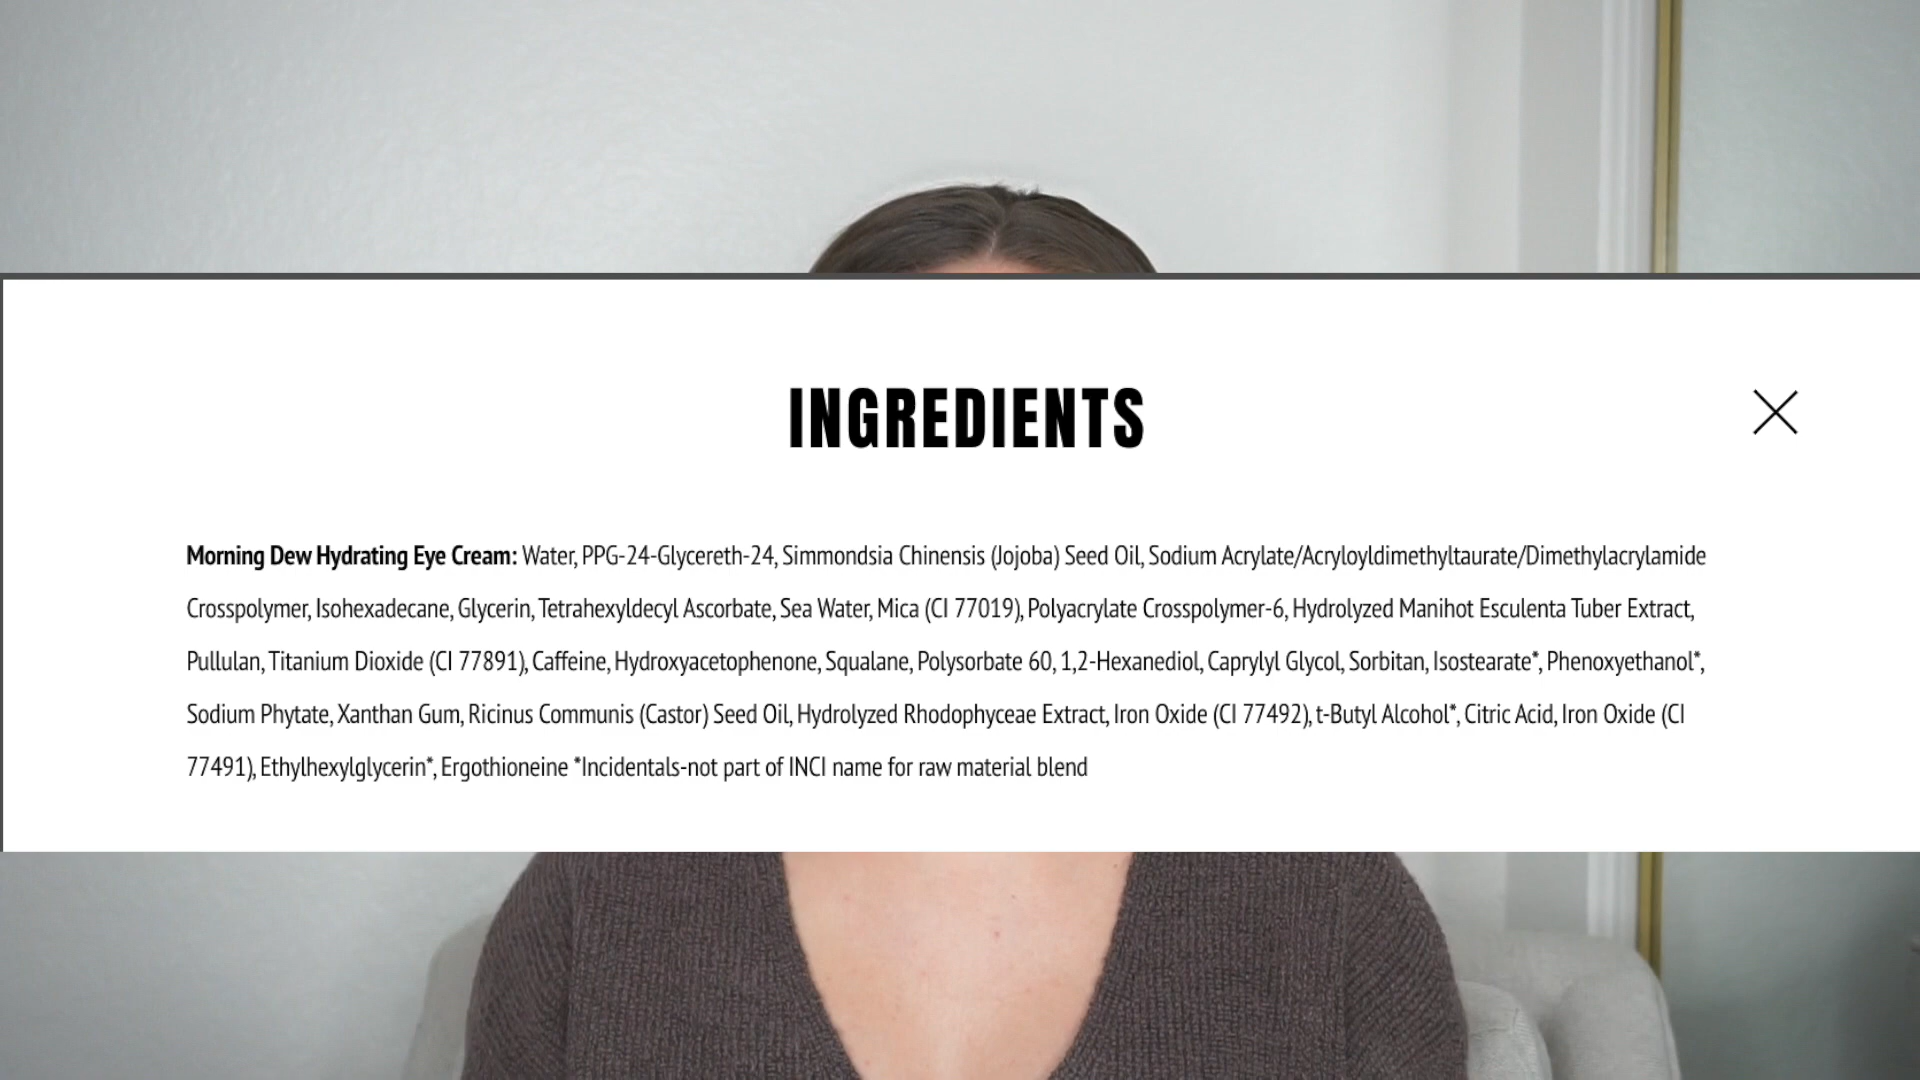 INGREDIENTS
Morning Dew Hydrating Eye Cream: Water, PPG-24-Glycereth-24, Simmondsia Chinensis (Jojoba) Seed Oil, Sodium Acrylate/Acryloyldimethyltaurate/Dimethylacrylamide
Crosspolymer, Isohexadecane, Glycerin, Tetrahexyldecyl Ascorbate, Sea Water, Mica (CI 77019), Polyacrylate Crosspolymer-6, Hydrolyzed Manihot Esculenta Tuber Extract,
Pullulan, Titanium Dioxide (CI 77891), Caffeine, Hydroxyacetophenone, Squalane, Polysorbate 60, 1,2-Hexanediol, Caprylyl Glycol, Sorbitan, Isostearate*, Phenoxyethanol*,
Sodium Phytate, Xanthan Gum, Ricinus Communis (Castor) Seed Oil, Hydrolyzed Rhodophyceae Extract, Iron Oxide (CI 77492), t-Butyl Alcohol*, Citric Acid, Iron Oxide (CI
77491), Ethylhexylglycerin*, Ergothioneine *Incidentals-not part of INCI name for raw material blend